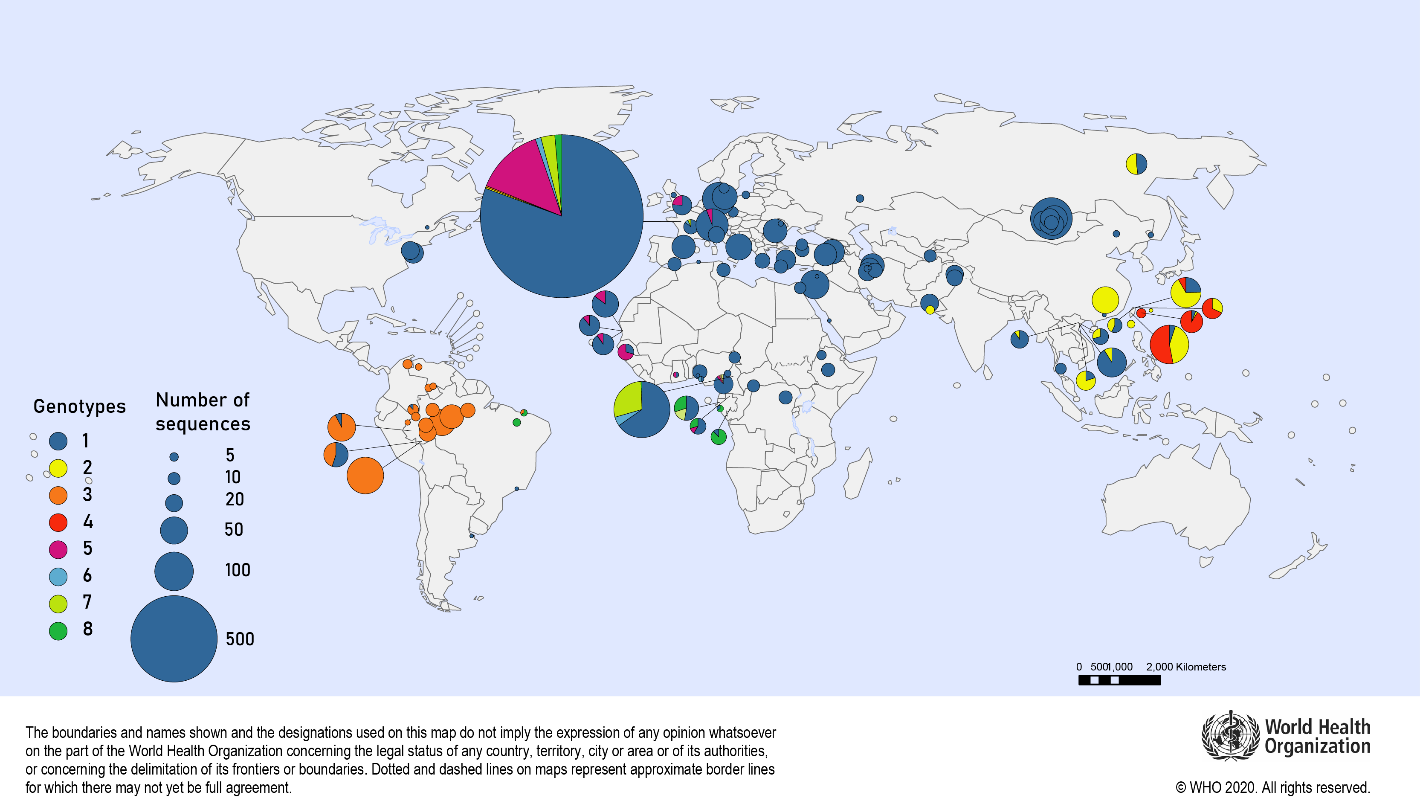 Genotypes
1
2
3
4
5
6
7
8
Number of
sequences
5
10
20
50
100
500
0 5001,000 2,000 Kilometers
The boundaries and names shown and the designations used on this map do not imply the expression of any opinion whatsoever
on the part of the World Health Organization concerning the legal status of any country, territory, city or area or of its authorities,
or concerning the delimitation of its frontiers or boundaries. Dotted and dashed lines on maps represent approximate border lines
for which there may not yet be full agreement.
World Health
Organization
© WHO 2020. All rights reserved.